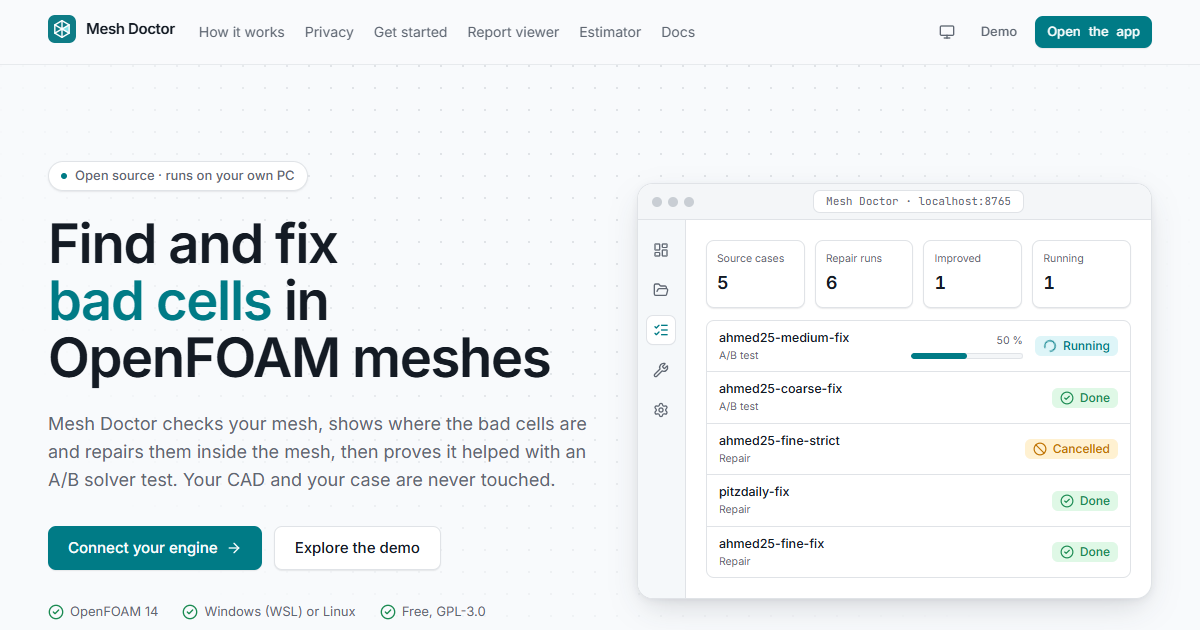 Mesh Doctor
How it works
Privacy
Get started
Report viewer
Estimator
Docs
Demo
Open the app
Open source · runs on your own PC
Find and fix
bad cells in
OpenFOAM meshes
Mesh Doctor checks your mesh, shows where the bad cells are
and repairs them inside the mesh, then proves it helped with an
A/B solver test. Your CAD and your case are never touched.
Connect your engine →
Explore the demo
OpenFOAM 14
Windows (WSL) or Linux
Free, GPL-3.0
Mesh Doctor · localhost:8765
Source cases
5
Repair runs
6
Improved
1
Running
1
ahmed25-medium-fix
A/B test
50 %
Running
ahmed25-coarse-fix
A/B test
Done
ahmed25-fine-strict
Repair
Cancelled
pitzdaily-fix
Repair
Done
ahmed25-fine-fix
Repair
Done